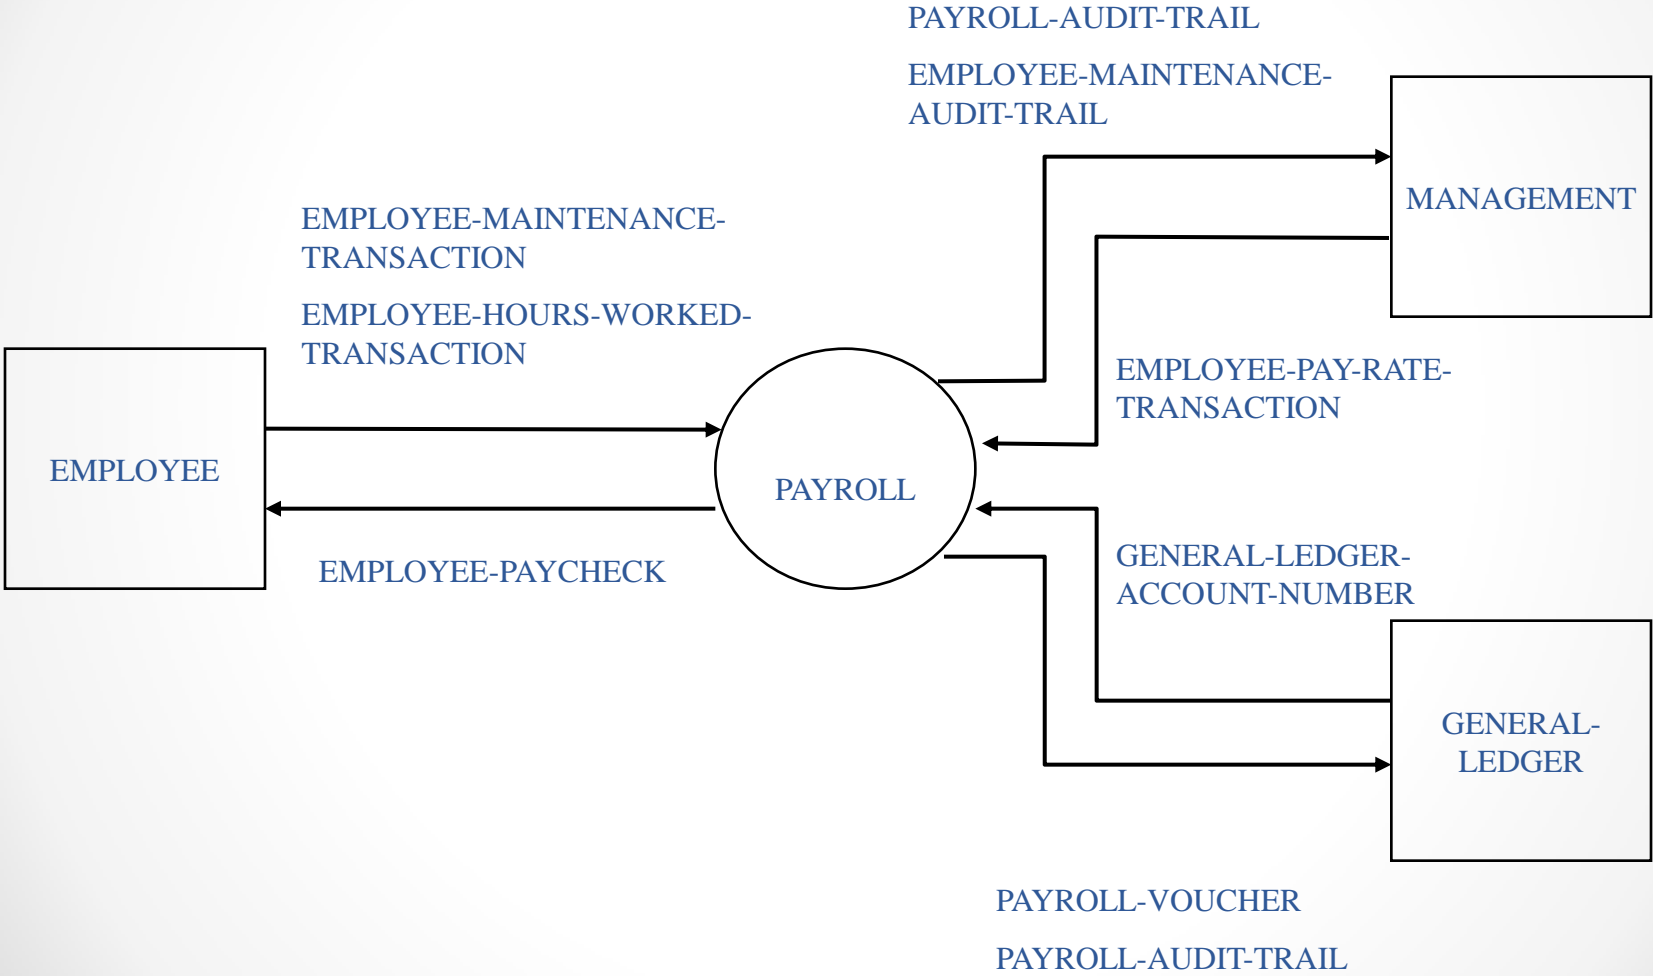 PAYROLL-AUDIT-TRAIL
EMPLOYEE-MAINTENANCE-
AUDIT-TRAIL
MANAGEMENT
EMPLOYEE-MAINTENANCE-
TRANSACTION
EMPLOYEE-HOURS-WORKED-
TRANSACTION
EMPLOYEE-PAY-RATE-
TRANSACTION
EMPLOYEE
PAYROLL
EMPLOYEE-PAYCHECK
GENERAL-LEDGER-
ACCOUNT-NUMBER
GENERAL-
LEDGER
PAYROLL-VOUCHER
PAYROLL-AUDIT-TRAIL